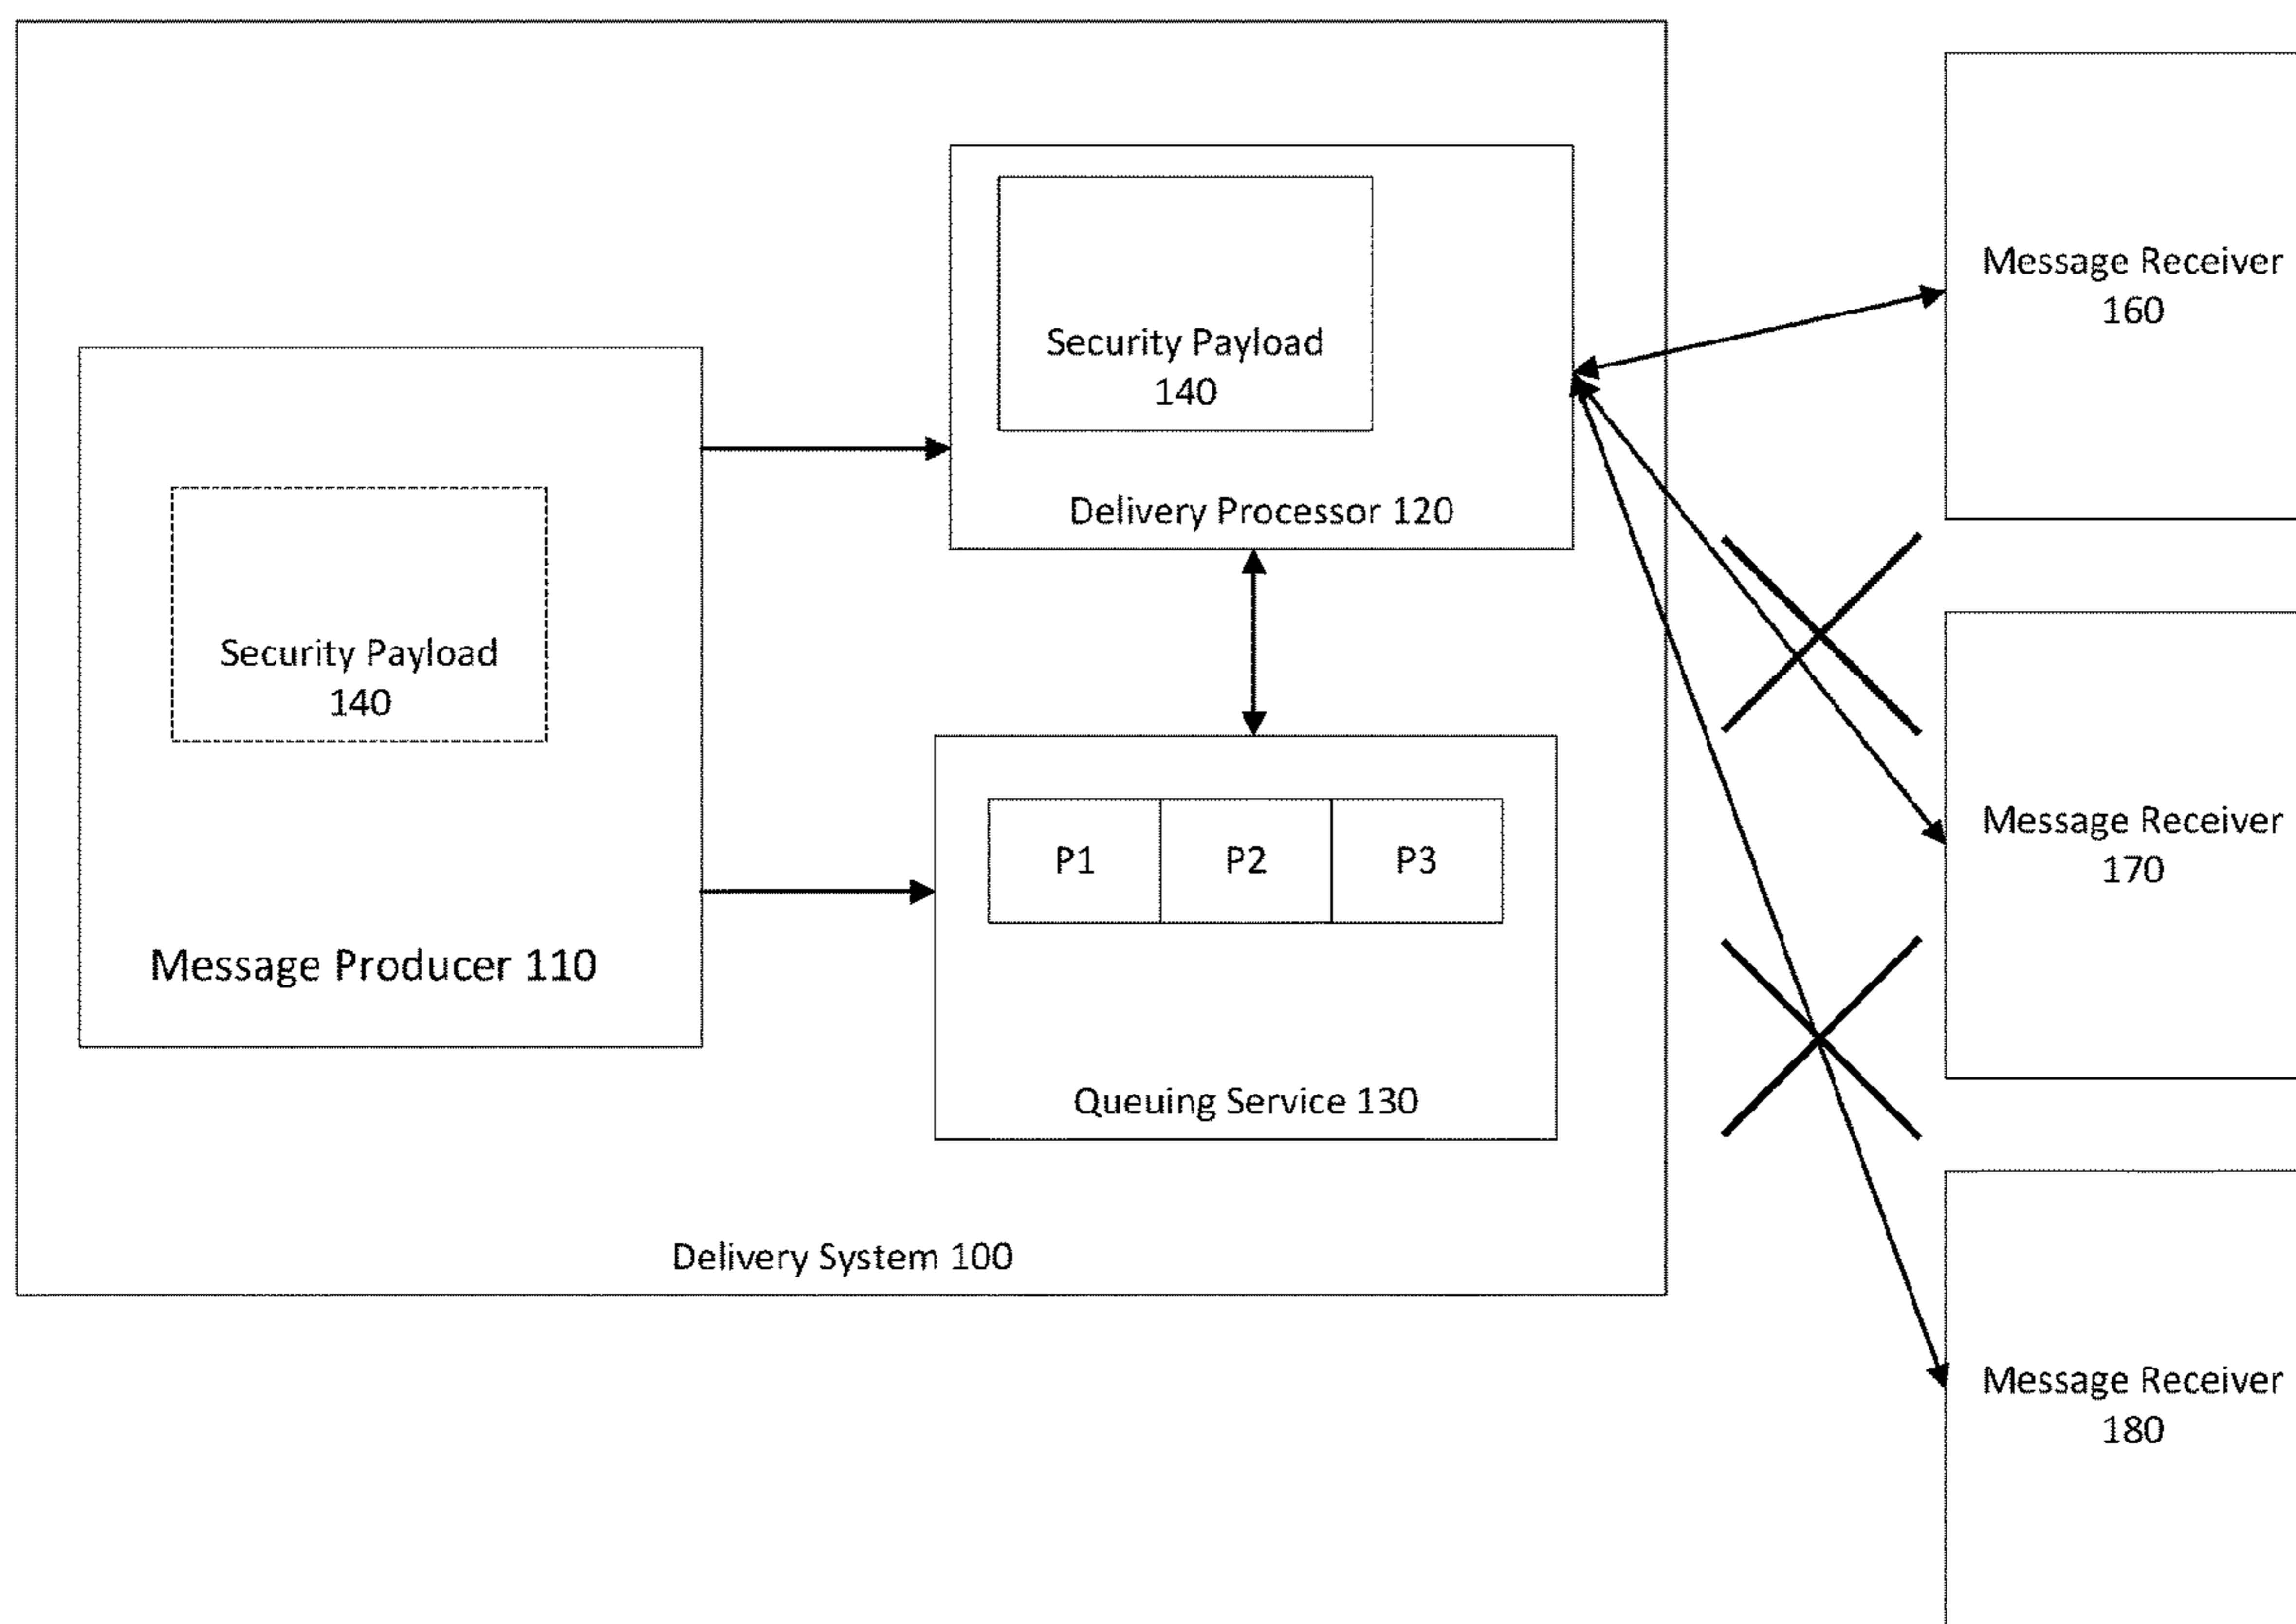 Security Payload
140
Delivery Processor 120
Security Payload
140
Message Producer 110
P1 P2 P3
Queuing Service 130
Delivery System 100
Message Receiver
160
Message Receiver
170
Message Receiver
180